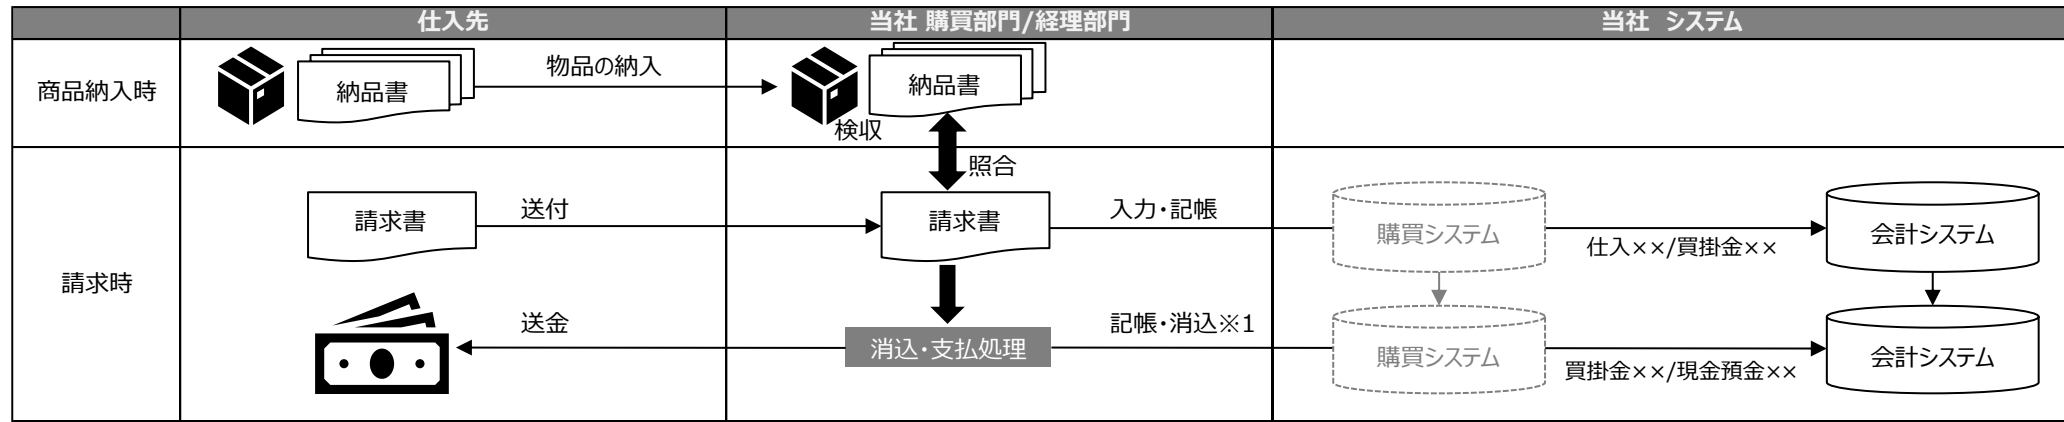 仕入先
当社 購買部門/経理部門
当社 システム
商品納入時
納品書
物品の納入
納品書
検収
照合
請求時
請求書
送付
請求書
入力・記帳
購買システム
仕入××/買掛金××
会計システム
送金
消込・支払処理
記帳・消込※1
購買システム
買掛金××/現金預金××
会計システム